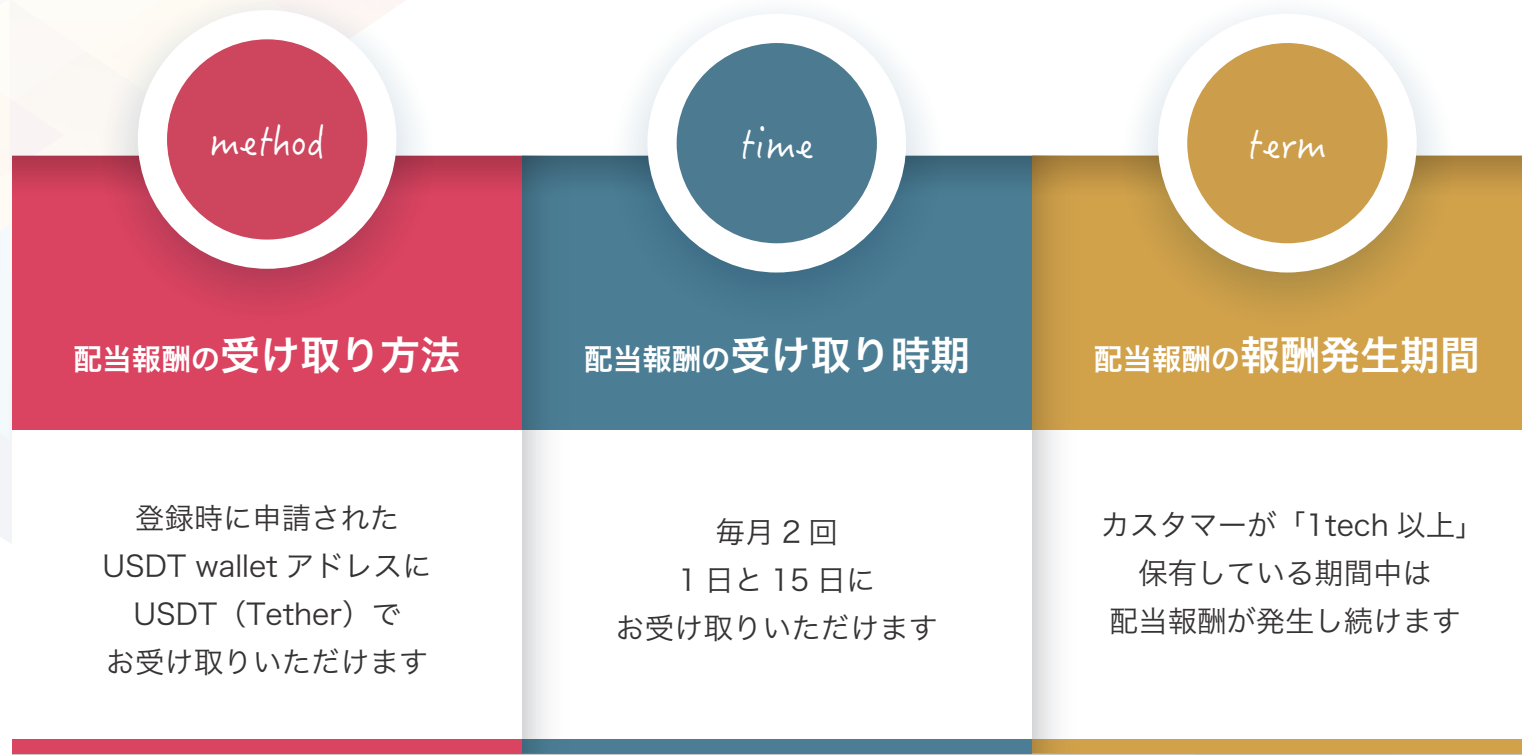 method
配当報酬の受け取り方法
登録時に申請された
USDT wallet アドレスに
USDT（Tether）で
お受け取りいただけます
time
配当報酬の受け取り時期
毎月 2 回
1 日と 15 日に
お受け取りいただけます
term
配当報酬の報酬発生期間
カスタマーが「1tech 以上」
保有している期間中は
配当報酬が発生し続けます